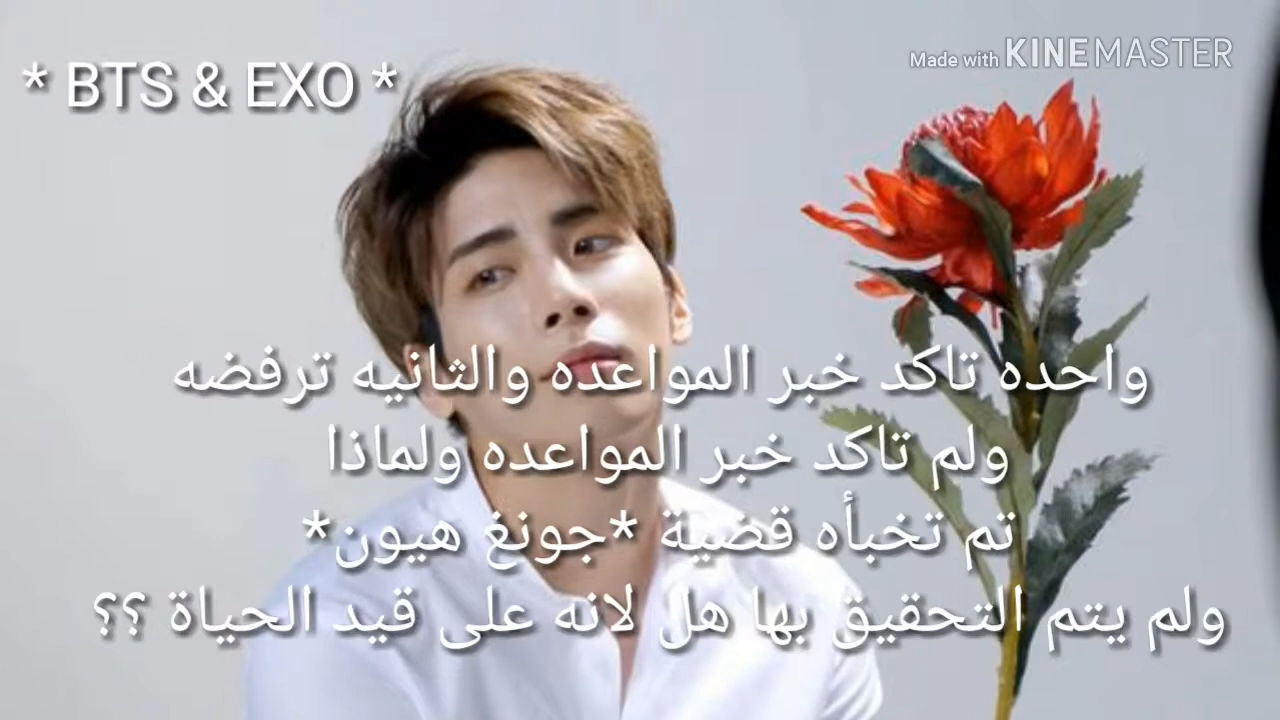 * BTS & EXO *
Made with KINEMASTER
واحده تاكد خبر المواعده والثانيه ترفضه
ولم تاكد خبر المواعده ولماذا
تم تخبأه قضية *جونغ هيون*
ولم يتم التحقيق بها هل لانه على قيد الحياة ؟؟